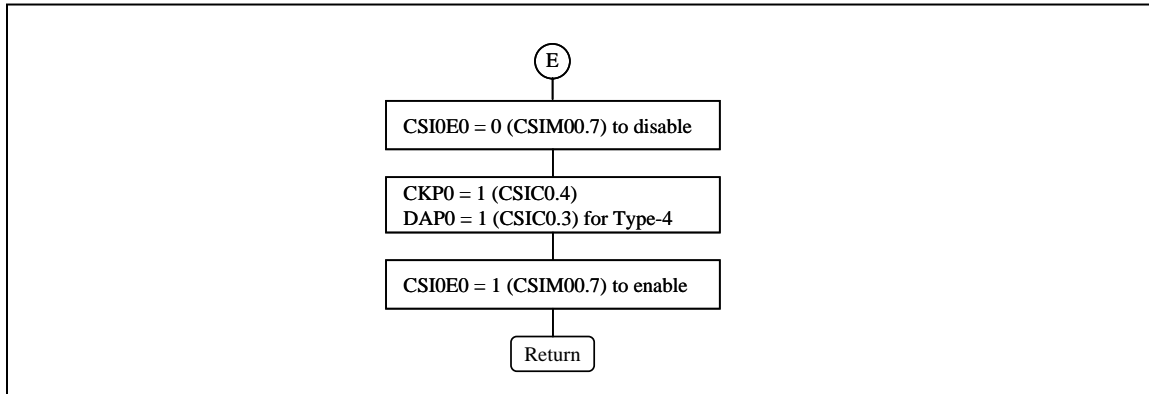 E
CSI0E0 = 0 (CSIM00.7) to disable
CKP0 = 1 (CSIC0.4)
DAP0 = 1 (CSIC0.3) for Type-4
CSI0E0 = 1 (CSIM00.7) to enable
Return